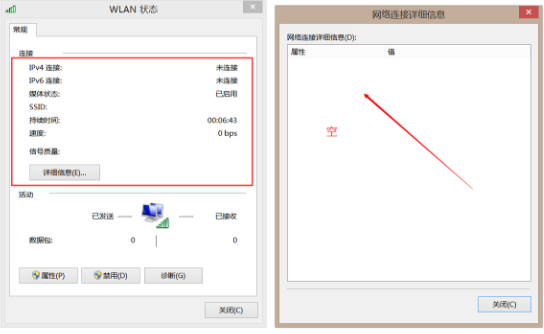 WLAN 状态
常规
连接
IPv4 连接: 未连接
IPv6 连接: 未连接
媒体状态: 已启用
SSID:
持续时间: 00:06:43
速度: 0 bps
信号质量:
详细信息(E)...
活动
已发送 已接收
数据包: 0 0
属性(P) 禁用(D) 诊断(G)
关闭(C)
网络连接详细信息
网络连接详细信息(D):
属性 值
空
关闭(C)